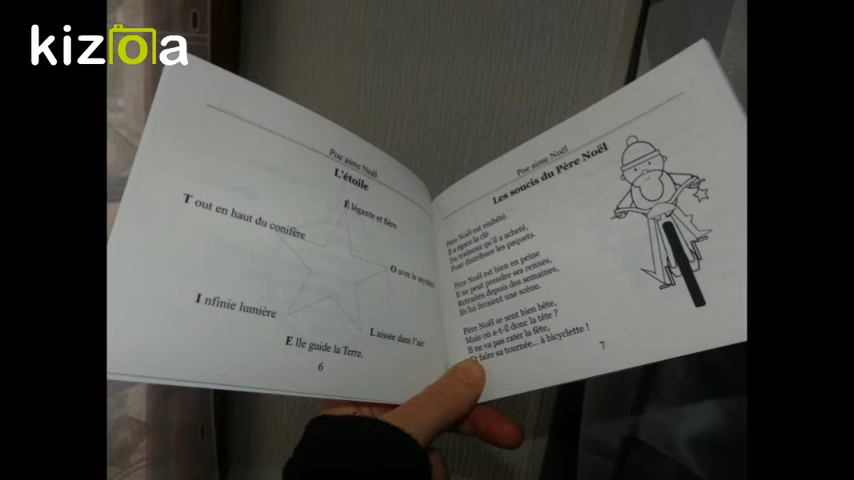 kizoa
Poe aime Noël
L'étoile
É légante et fière
T out en haut du conifère
O uvre le mystère
I nfinie lumière
L aissée dans l'air
E lle guide la Terre.
6
Poe aime Noël
Les soucis du Père Noël
Père Noël est embêté.
Il a égaré la clé
Du traineau qu'il a acheté,
Pour distribuer les paquets.
Père Noël est bien en peine
Il ne peut prendre ses rennes,
Retraités depuis des semaines,
Ils lui feraient une scène.
Père Noël se sent bien bête,
Mais où a-t-il donc la tête ?
Il ne va pas rater la fête,
Et faire sa tournée... à bicyclette !
7